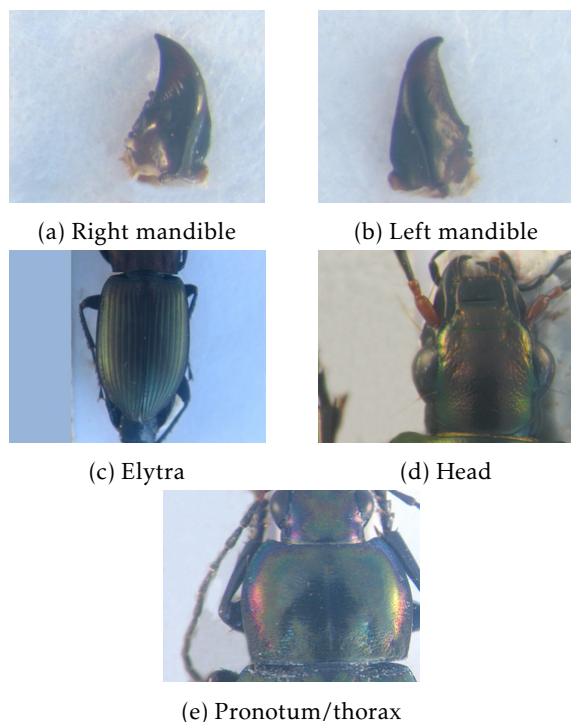 (a) Right mandible
(b) Left mandible
(c) Elytra
(d) Head
(e) Pronotum/thorax